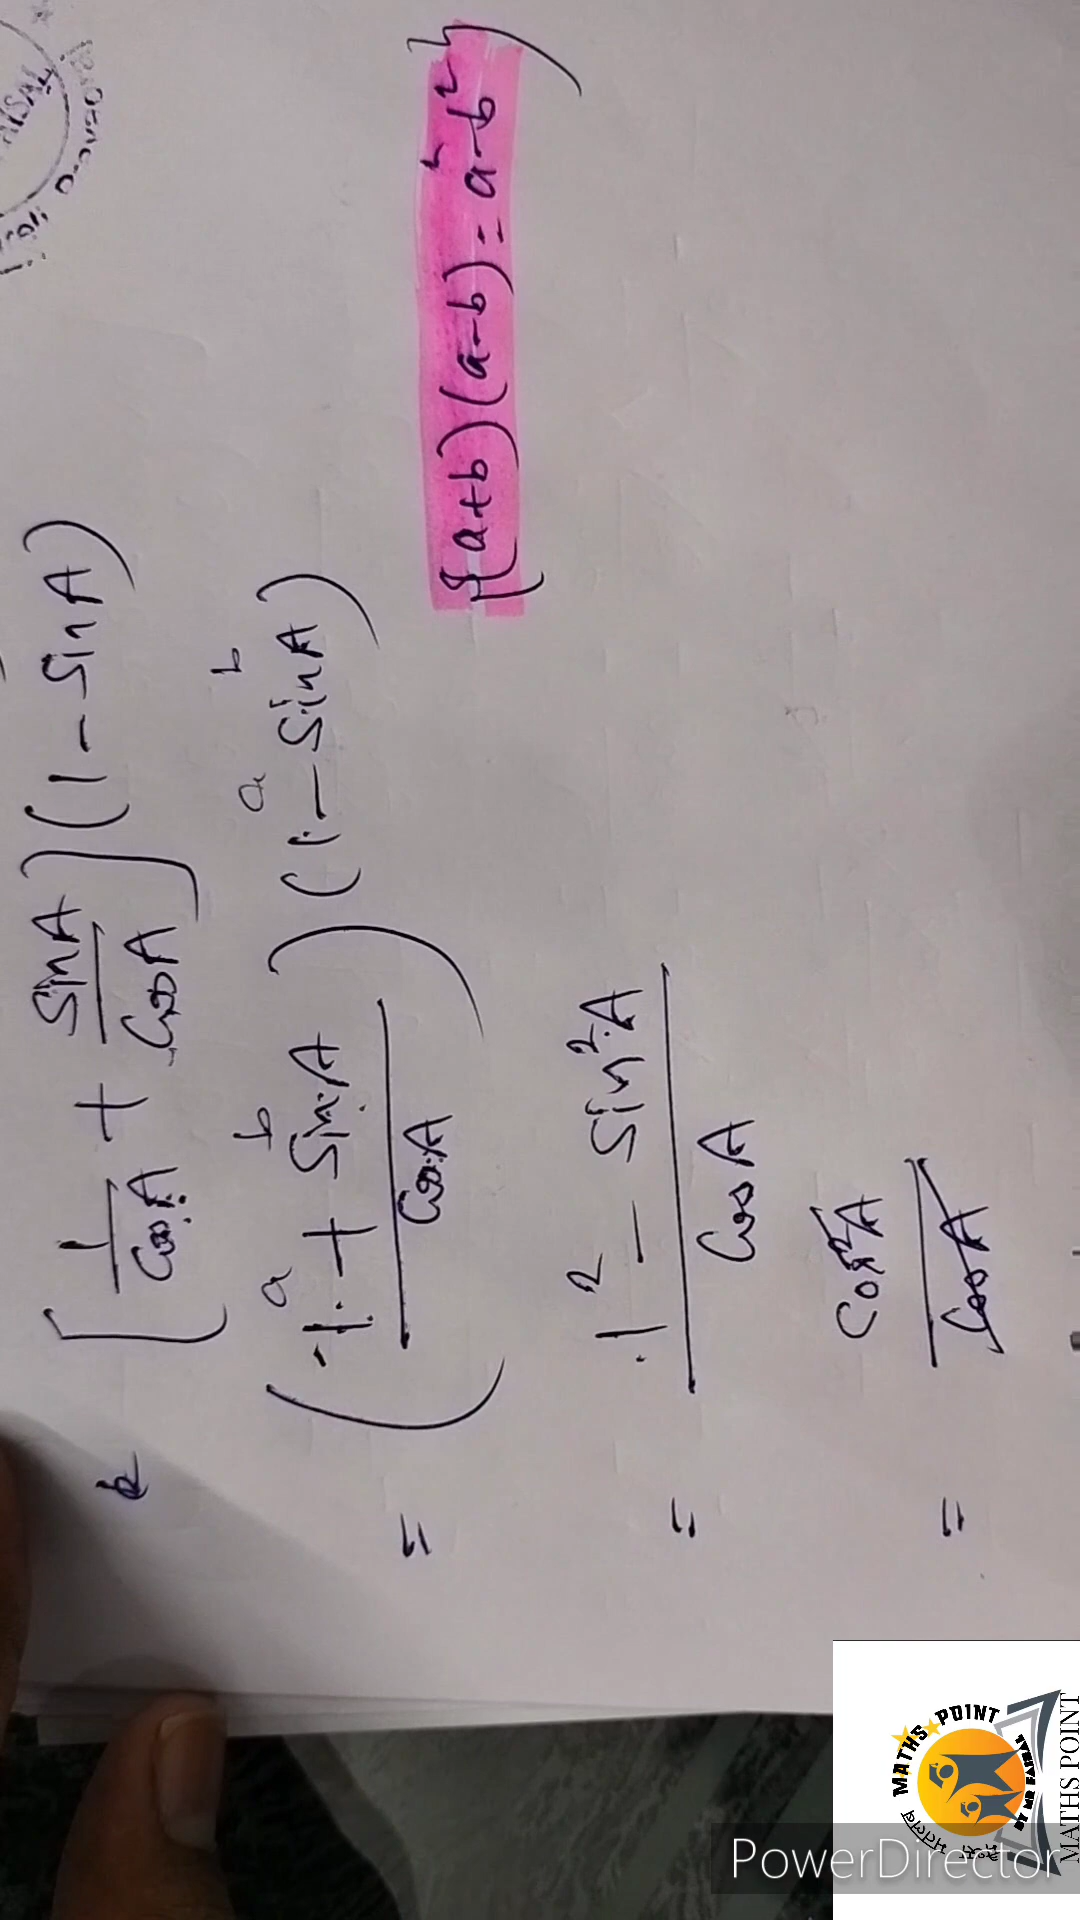 [1/CosA + SinA/CosA](1 - SinA)
a b a b
= (1 + SinA/CosA)(1 - SinA)
{(a+b)(a-b) = a² - b²}
= 1² - Sin²A/CosA
= Cos²A/CosA
MATHS POINT
MATHS POINT
PowerDirector